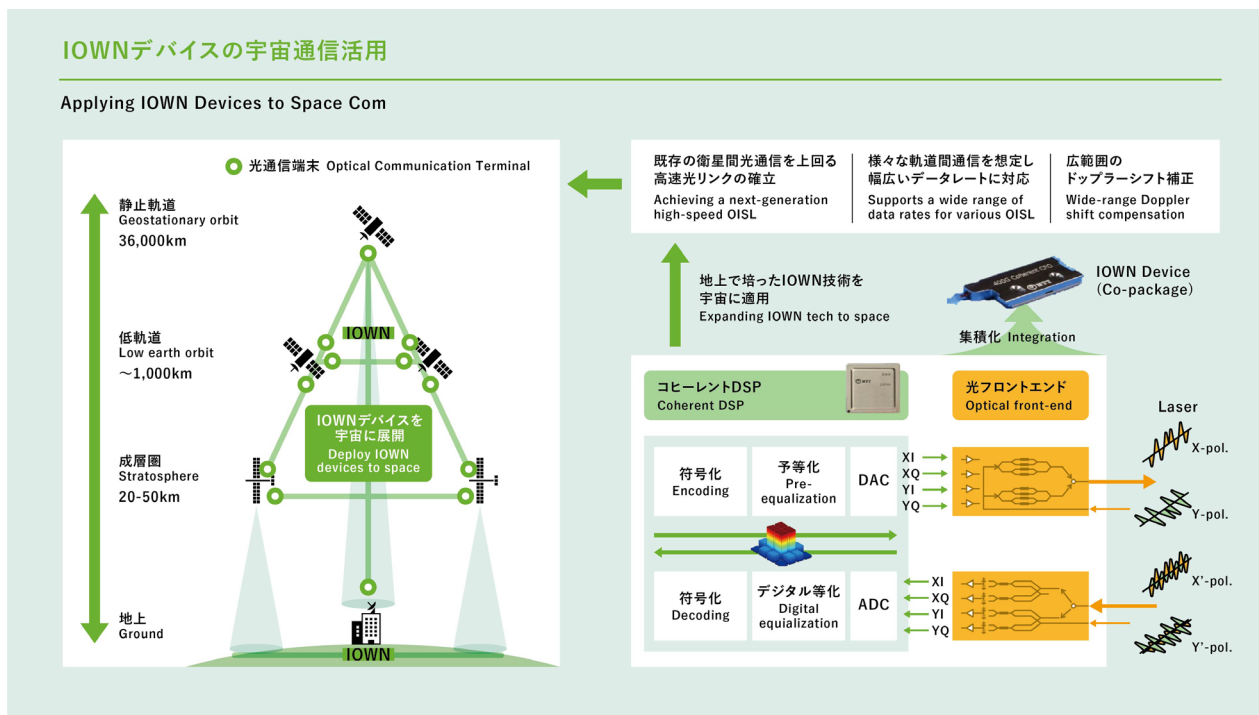 IOWNデバイスの宇宙通信活用
Applying IOWN Devices to Space Com
光通信端末 Optical Communication Terminal
静止軌道
Geostationary orbit
36,000km
低軌道
Low earth orbit
～1,000km
成層圏
Stratosphere
20-50km
地上
Ground
IOWN
IOWNデバイスを
宇宙に展開
Deploy IOWN
devices to space
IOWN
既存の衛星間光通信を上回る
高速光リンクの確立
Achieving a next-generation
high-speed OISL
様々な軌道間通信を想定し
幅広いデータレートに対応
Supports a wide range of
data rates for various OISL
広範囲の
ドップラーシフト補正
Wide-range Doppler
shift compensation
地上で培ったIOWN技術を
宇宙に適用
Expanding IOWN tech to space
400G Coherent CPO
NTT
IOWN Device
(Co-package)
集積化 Integration
コヒーレントDSP
Coherent DSP
NTT
光フロントエンド
Optical front-end
Laser
符号化
Encoding
予等化
Pre-
equalization
DAC
XI
XQ
YI
YQ
X-pol.
Y-pol.
符号化
Decoding
デジタル等化
Digital
equialization
ADC
XI
XQ
YI
YQ
X'-pol.
Y'-pol.